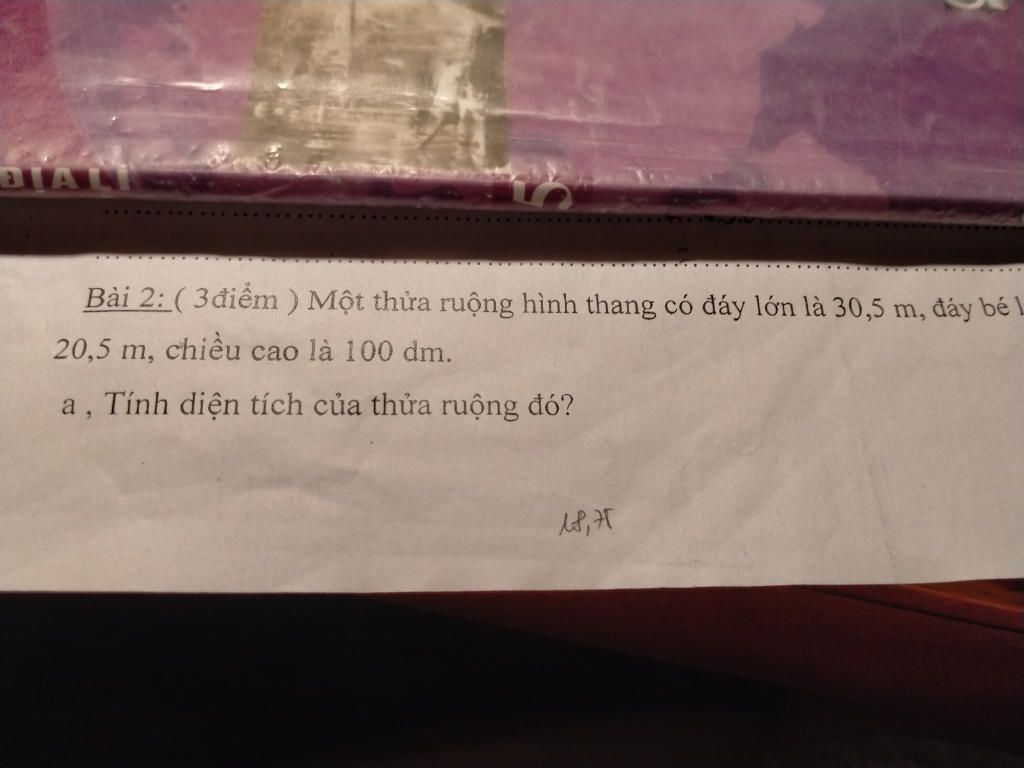 ĐỊA LÍ 5
Bài 2: ( 3điểm ) Một thửa ruộng hình thang có đáy lớn là 30,5 m, đáy bé l
20,5 m, chiều cao là 100 dm.
a , Tính diện tích của thửa ruộng đó?
18,75